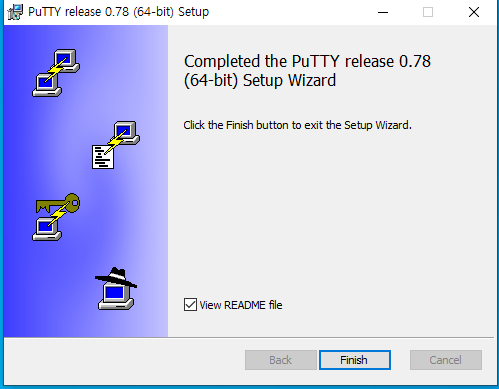 PuTTY release 0.78 (64-bit) Setup
Completed the PuTTY release 0.78
(64-bit) Setup Wizard
Click the Finish button to exit the Setup Wizard.
View README file
Back
Finish
Cancel